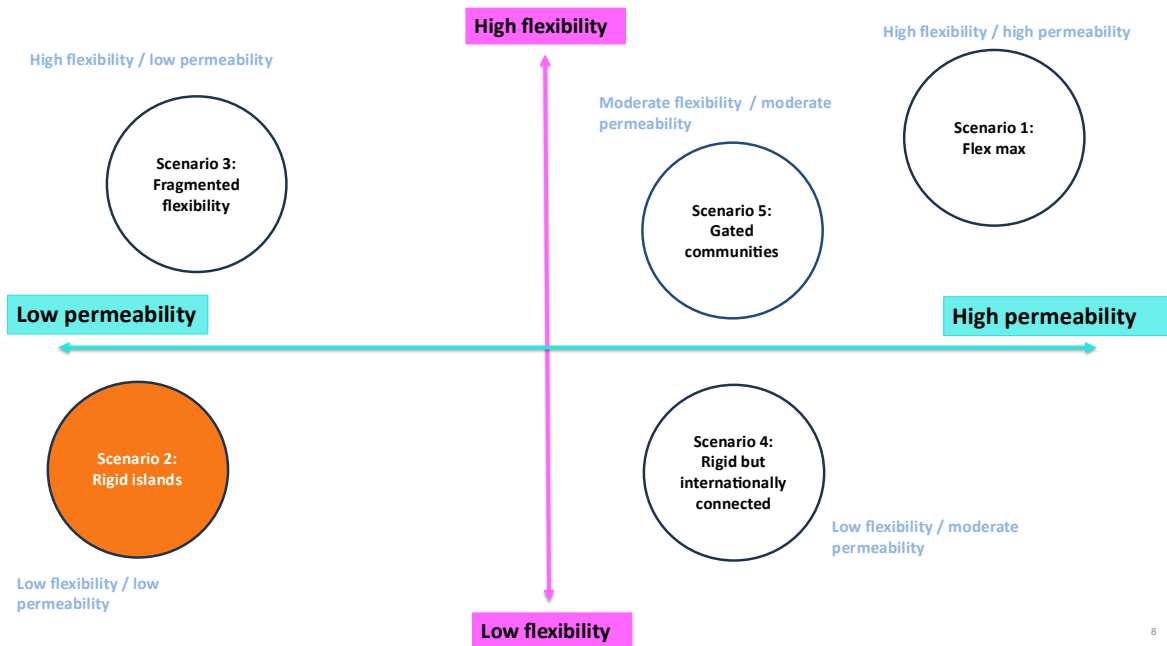 High flexibility
High flexibility / high permeability
High flexibility / low permeability
Moderate flexibility / moderate
permeability
Scenario 1:
Flex max
Scenario 3:
Fragmented
flexibility
Scenario 5:
Gated
communities
Low permeability
High permeability
Scenario 2:
Rigid islands
Scenario 4:
Rigid but
internationally
connected
Low flexibility / moderate
permeability
Low flexibility / low
permeability
Low flexibility
8